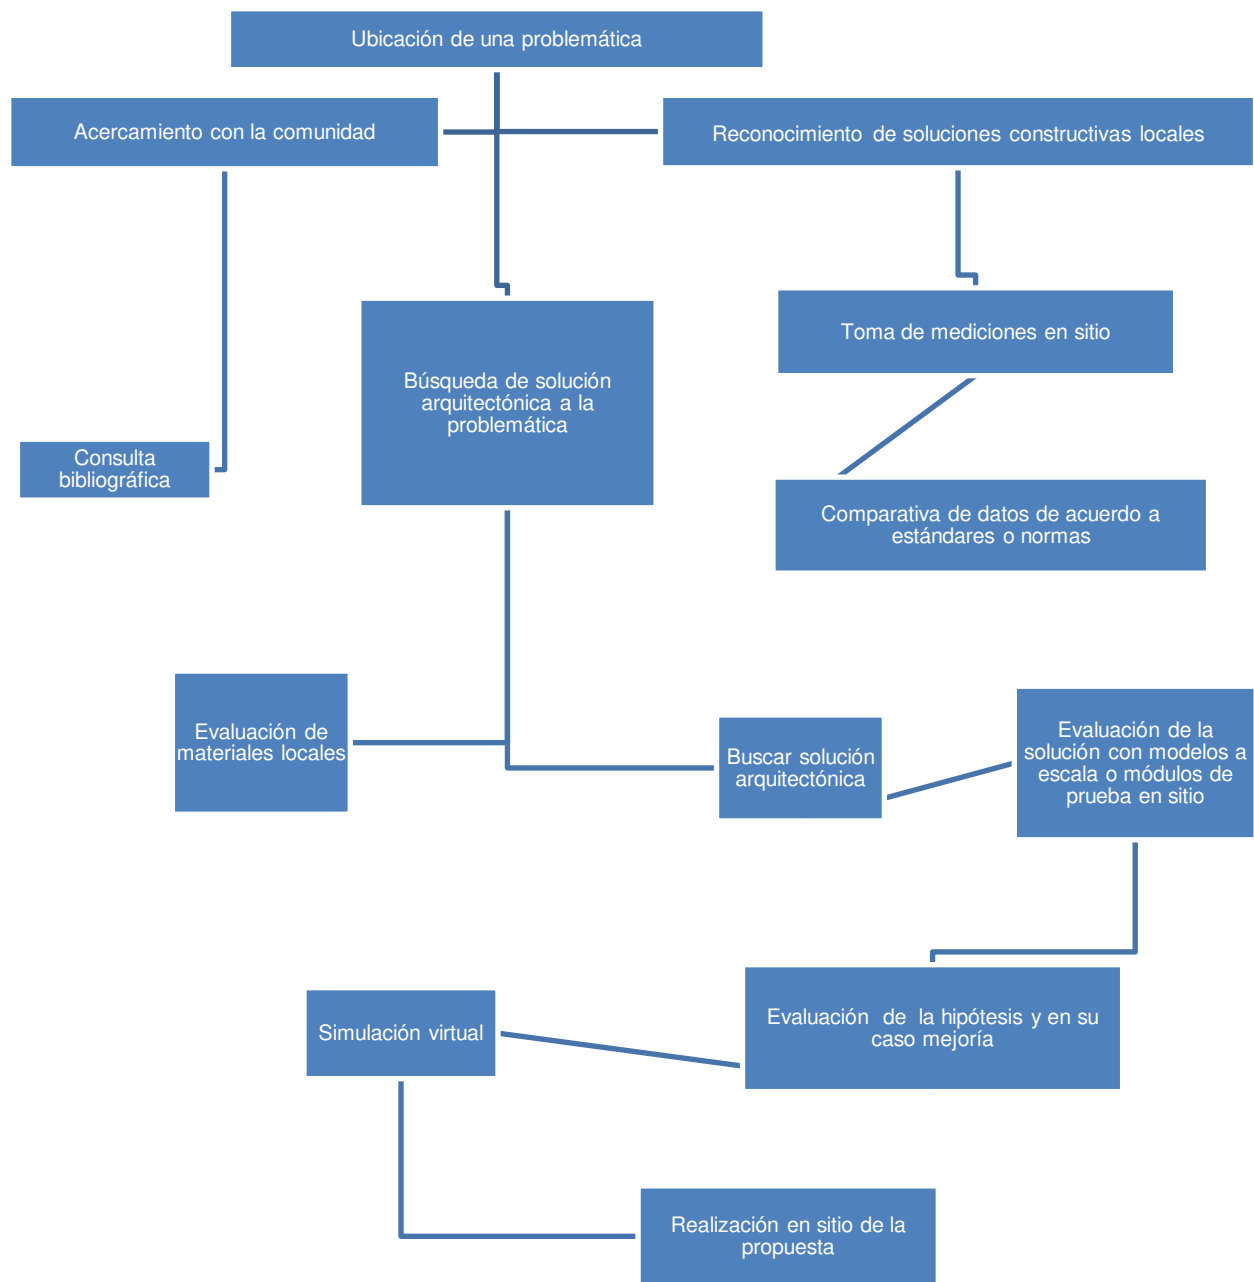 Ubicación de una problemática
Acercamiento con la comunidad
Reconocimiento de soluciones constructivas locales
Toma de mediciones en sitio
Búsqueda de solución
arquitectónica a la
problemática
Consulta
bibliográfica
Comparativa de datos de acuerdo a
estándares o normas
Evaluación de
materiales locales
Buscar solución
arquitectónica
Evaluación de la
solución con modelos a
escala o módulos de
prueba en sitio
Simulación virtual
Evaluación de la hipótesis y en su
caso mejoría
Realización en sitio de la
propuesta